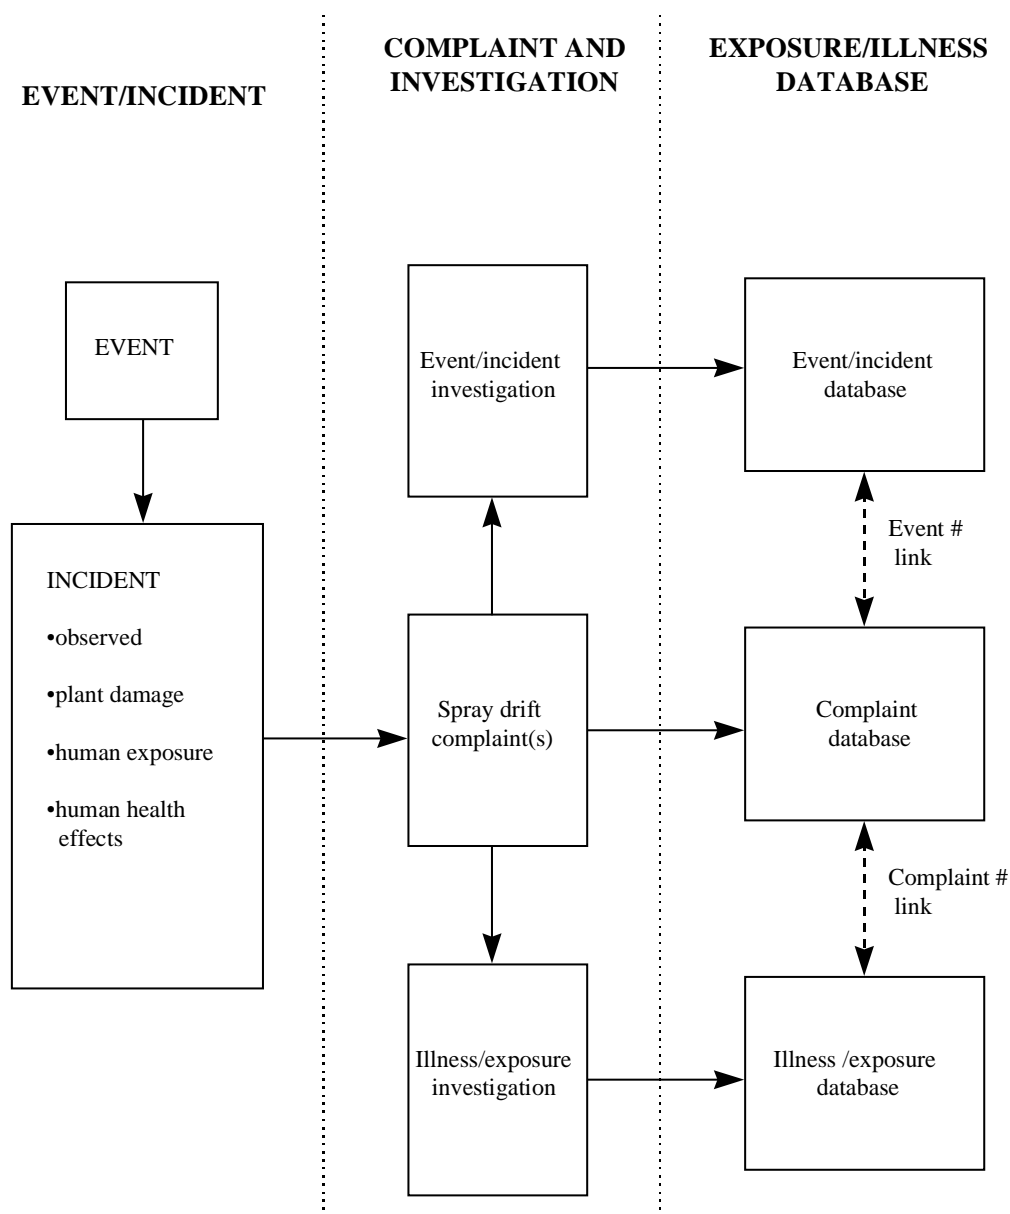 EVENT/INCIDENT
COMPLAINT AND
INVESTIGATION
EXPOSURE/ILLNESS
DATABASE
EVENT
INCIDENT
•observed
•plant damage
•human exposure
•human health
effects
Event/incident
investigation
Spray drift
complaint(s)
Illness/exposure
investigation
Event/incident
database
Event #
link
Complaint
database
Complaint #
link
Illness /exposure
database